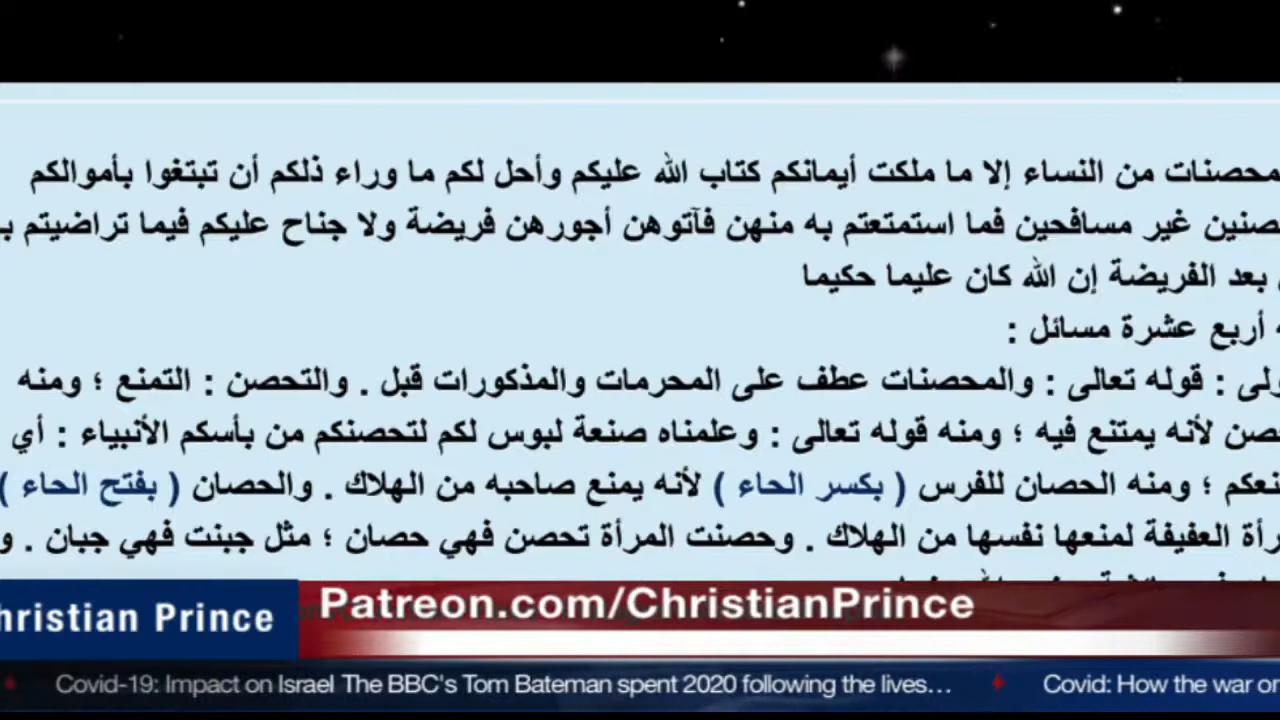 محصنات من النساء إلا ما ملكت أيمانكم كتاب الله عليكم وأحل لكم ما وراء ذلكم أن تبتغوا بأموالكم
صنين غير مسافحين فما استمتعتم به منهن فآتوهن أجورهن فريضة ولا جناح عليكم فيما تراضيتم ب
بعد الفريضة إن الله كان عليما حكيما
أربع عشرة مسائل :
ولى : قوله تعالى : والمحصنات عطف على المحرمات والمذكورات قبل . والتحصن : التمنع ؛ ومنه
صن لأنه يمتنع فيه ؛ ومنه قوله تعالى : وعلمناه صنعة لبوس لكم لتحصنكم من بأسكم الأنبياء : أي
نعكم ؛ ومنه الحصان للفرس ( بكسر الحاء ) لأنه يمنع صاحبه من الهلاك . والحصان ( بفتح الحاء )
رأة العفيفة لمنعها نفسها من الهلاك . وحصنت المرأة تحصن فهي حصان ؛ مثل جبنت فهي جبان . و
hristian Prince
Patreon.com/ChristianPrince
Covid-19: Impact on Israel The BBC's Tom Bateman spent 2020 following the lives… Covid: How the war on